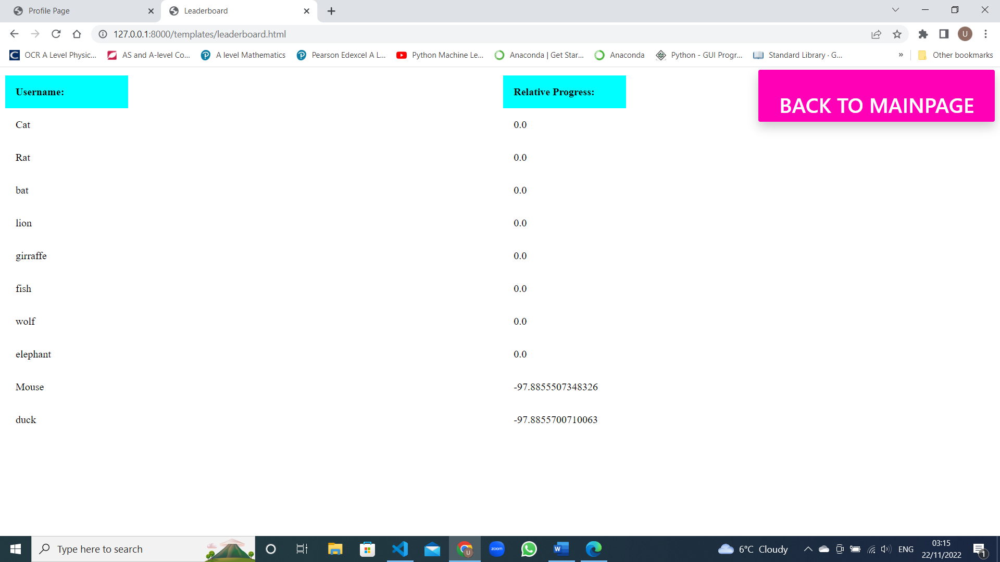 Profile Page
Leaderboard
127.0.0.1:8000/templates/leaderboard.html
U
OCR A Level Physic...
AS and A-level Co...
A level Mathematics
Pearson Edexcel A L...
Python Machine Le...
Anaconda | Get Star...
Anaconda
Python - GUI Progr...
Standard Library · G...
»
Other bookmarks
Username:
Relative Progress:
BACK TO MAINPAGE
Cat 0.0
Rat 0.0
bat 0.0
lion 0.0
girraffe 0.0
fish 0.0
wolf 0.0
elephant 0.0
Mouse -97.8855507348326
duck -97.8855700710063
Type here to search
zoom
W
U
6°C Cloudy
ENG
03:15
22/11/2022
1